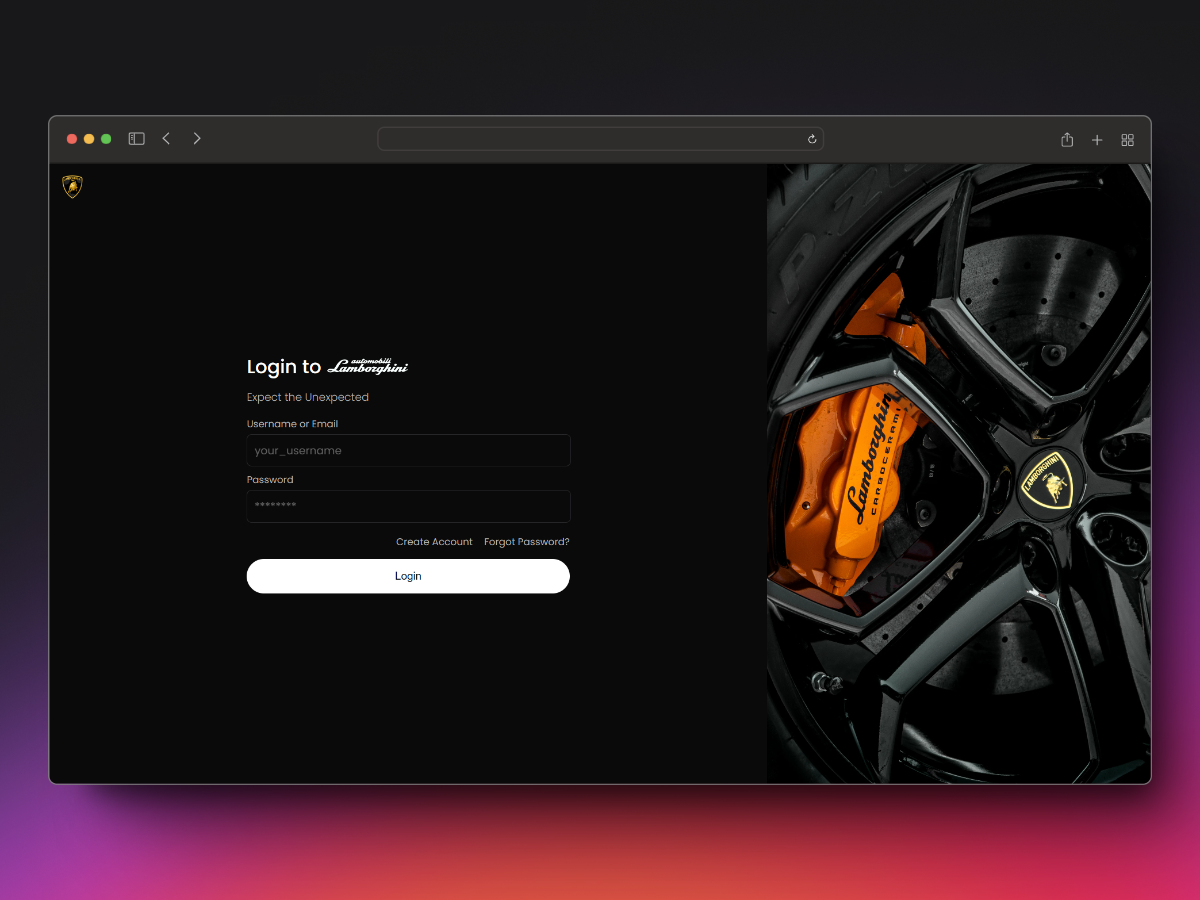 Login to automobili Lamborghini
Expect the Unexpected
Username or Email
your_username
Password
********
Create Account Forgot Password?
Login
Lamborghini
CARBOCERAMIC
LAMBORGHINI